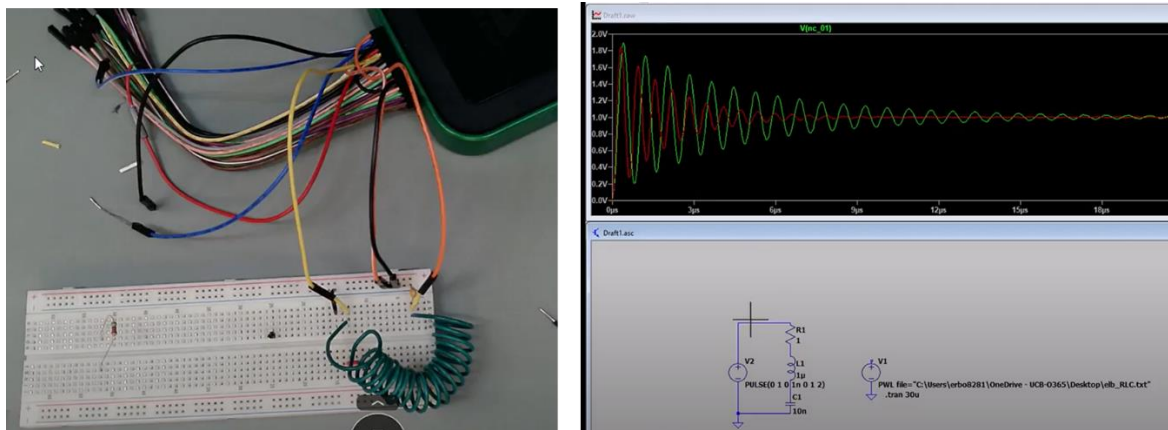 Draft3.raw
V(nc_01)
2.0V
1.8V
1.6V
1.4V
1.2V
1.0V
0.8V
0.6V
0.4V
0.2V
0.0V
0µs 3µs 6µs 9µs 12µs 15µs 18µs
Draft1.asc
R1
1
V2
L1
1µ
V1
PULSE(0 1 0 1n 0 1 2)
PWL file="C:\Users\erbo8281\OneDrive - UCB-O365\Desktop\elb_RLC.txt"
C1
.tran 30u
10n